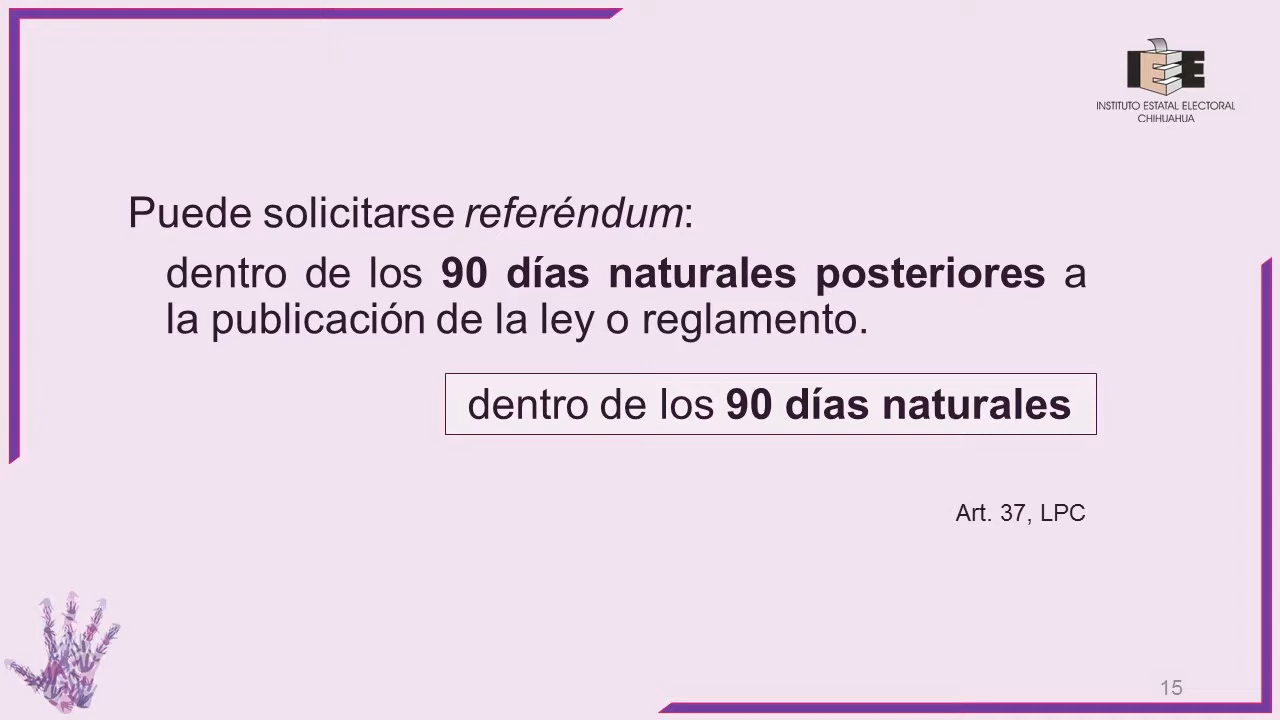 IEE
INSTITUTO ESTATAL ELECTORAL
CHIHUAHUA
Puede solicitarse referéndum:
dentro de los 90 días naturales posteriores a
la publicación de la ley o reglamento.
dentro de los 90 días naturales
Art. 37, LPC
15